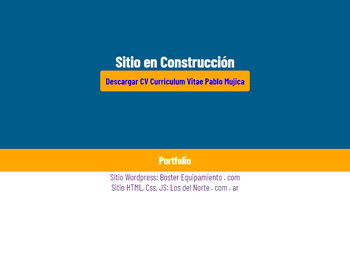 Sitio en Construcción
Descargar CV Curriculum Vitae Pablo Mujica
Portfolio
Sitio Wordpress: Boster Equipamiento . com
Sitio HTML, Css, JS: Los del Norte . com . ar